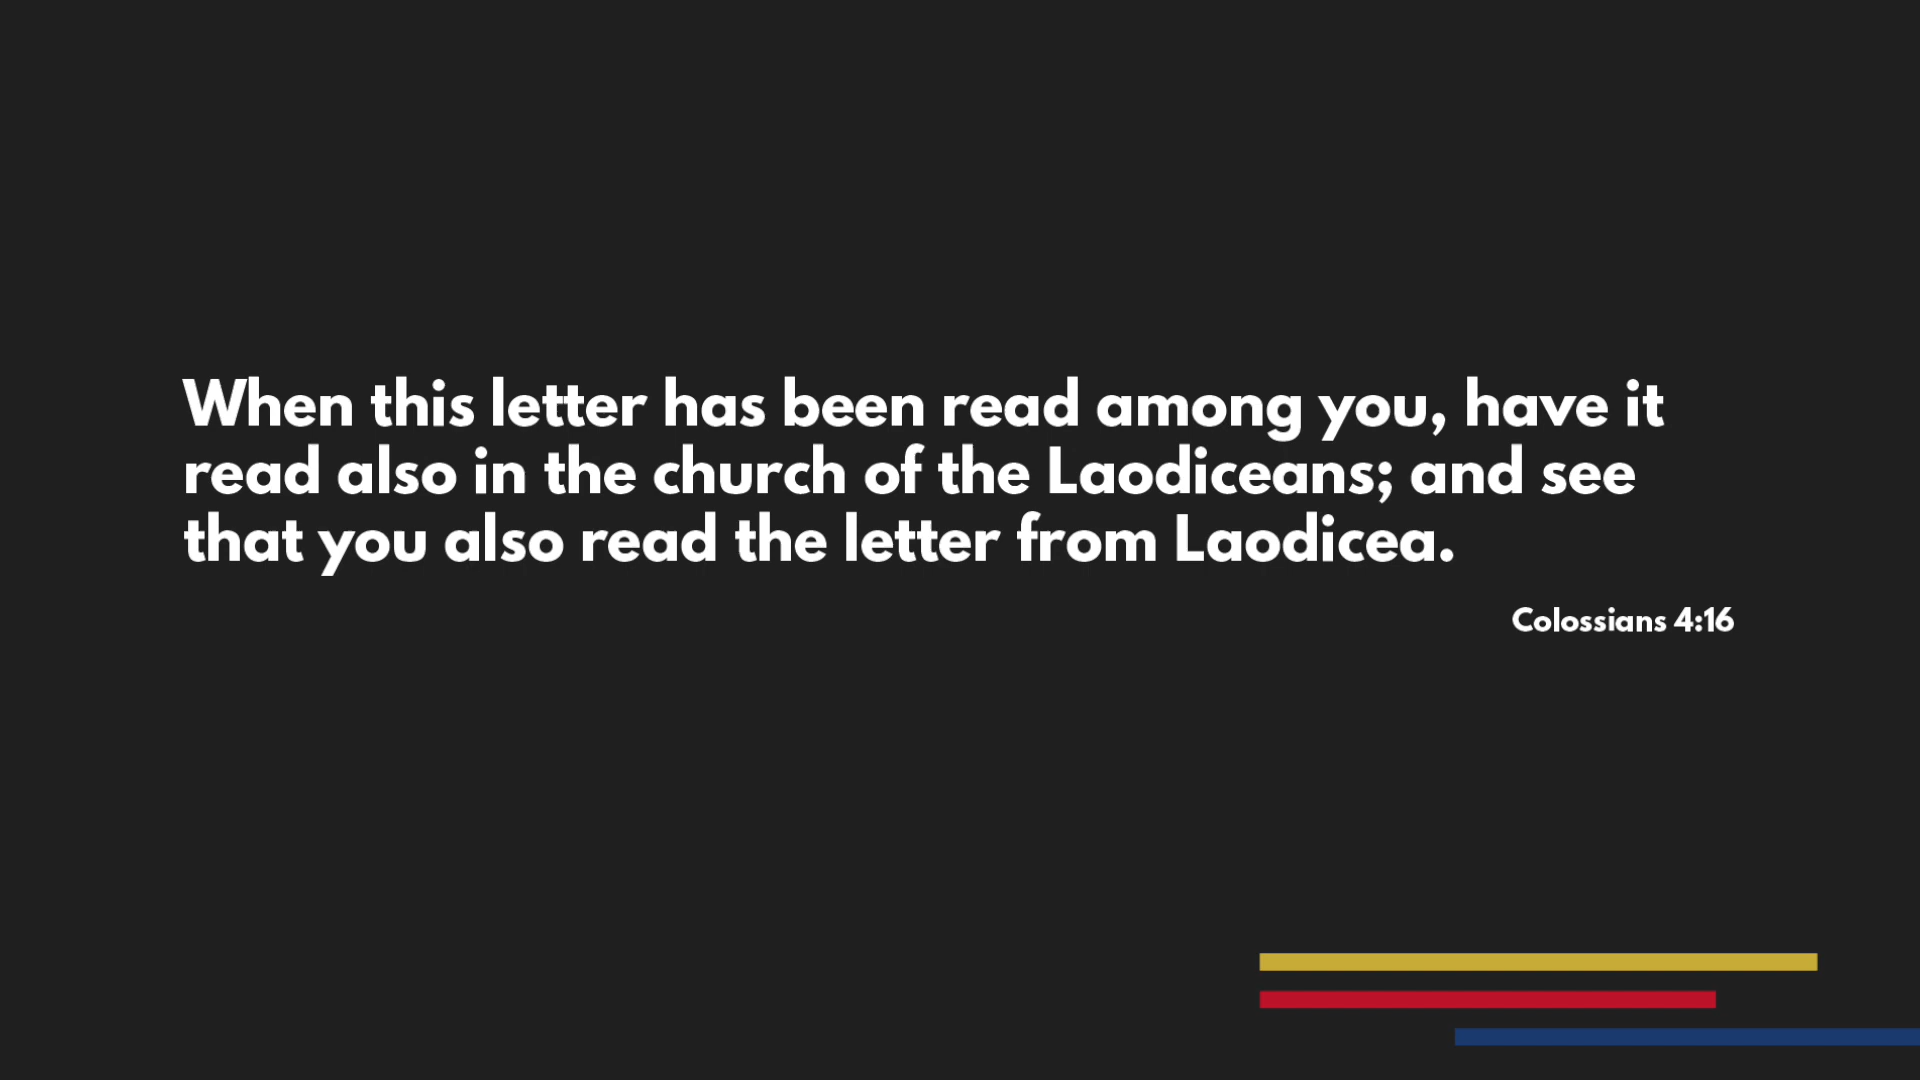 When this letter has been read among you, have it
read also in the church of the Laodiceans; and see
that you also read the letter from Laodicea.
Colossians 4:16